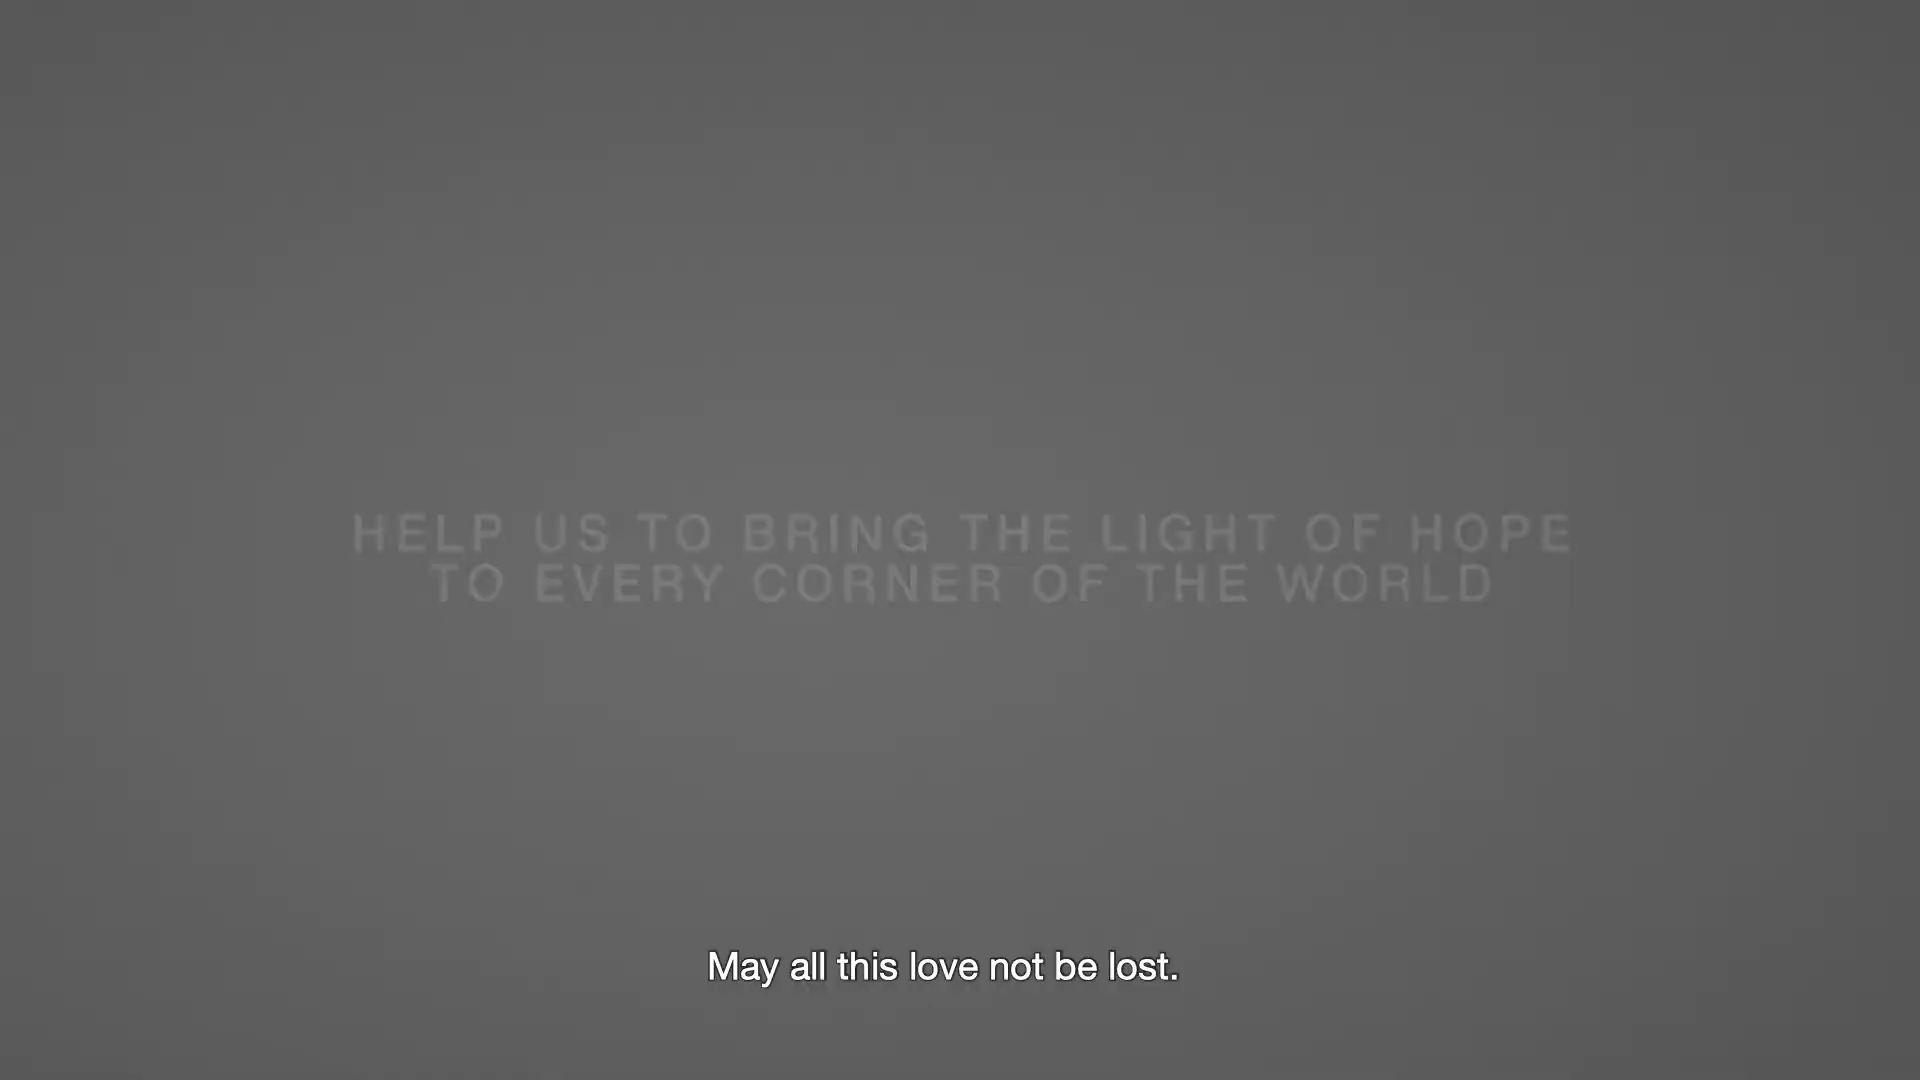 HELP US TO BRING THE LIGHT OF HOPE
TO EVERY CORNER OF THE WORLD
May all this love not be lost.